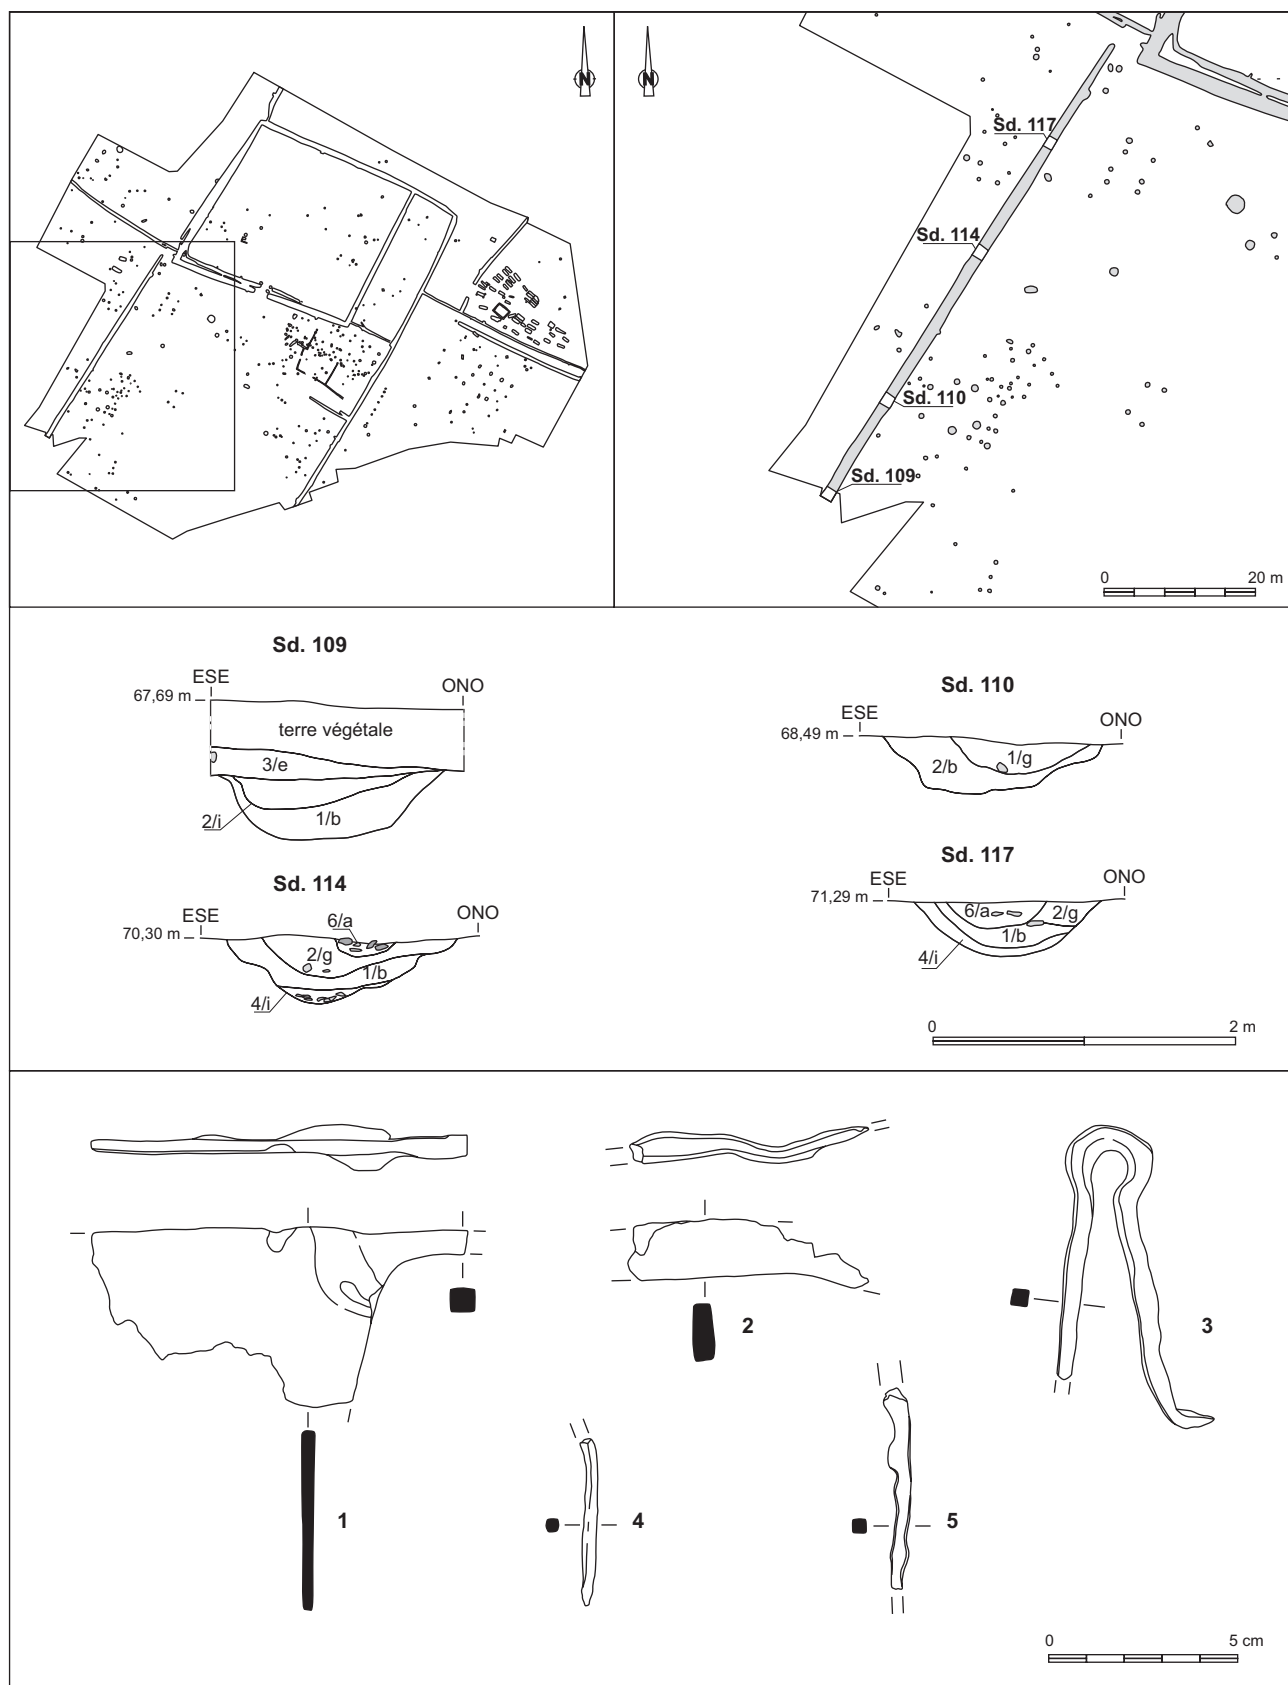 N
N
Sd. 117
Sd. 114
Sd. 110
Sd. 109
0 20 m
Sd. 109
ESE
ONO
67,69 m
terre végétale
3/e
2/i
1/b
Sd. 110
ESE
ONO
68,49 m
1/g
2/b
Sd. 114
ESE
ONO
6/a
70,30 m
2/g
1/b
4/i
Sd. 117
ESE
ONO
71,29 m
6/a
2/g
1/b
4/i
0 2 m
1
2
3
4
5
0 5 cm